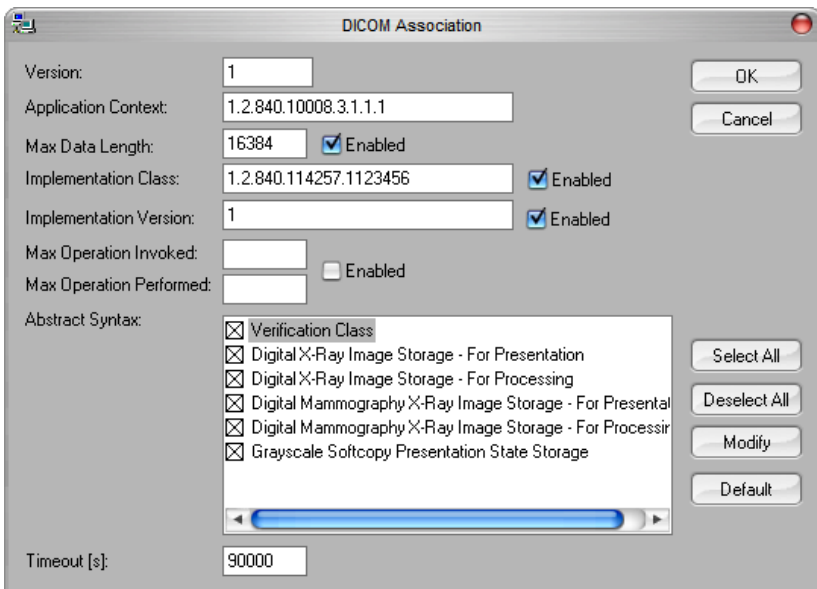 DICOM Association
Version: 1
OK
Application Context: 1.2.840.10008.3.1.1.1
Cancel
Max Data Length: 16384 Enabled
Implementation Class: 1.2.840.114257.1123456 Enabled
Implementation Version: 1 Enabled
Max Operation Invoked:
Enabled
Max Operation Performed:
Abstract Syntax:
Verification Class
Digital X-Ray Image Storage - For Presentation
Digital X-Ray Image Storage - For Processing
Digital Mammography X-Ray Image Storage - For Presentat
Digital Mammography X-Ray Image Storage - For Processin
Grayscale Softcopy Presentation State Storage
Select All
Deselect All
Modify
Default
Timeout [s]: 90000